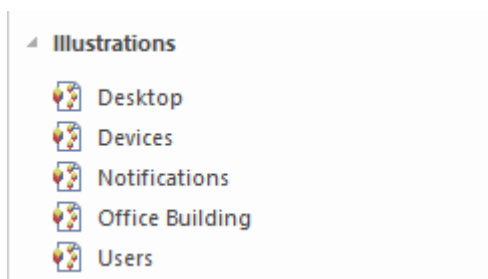 Illustrations
Desktop
Devices
Notifications
Office Building
Users